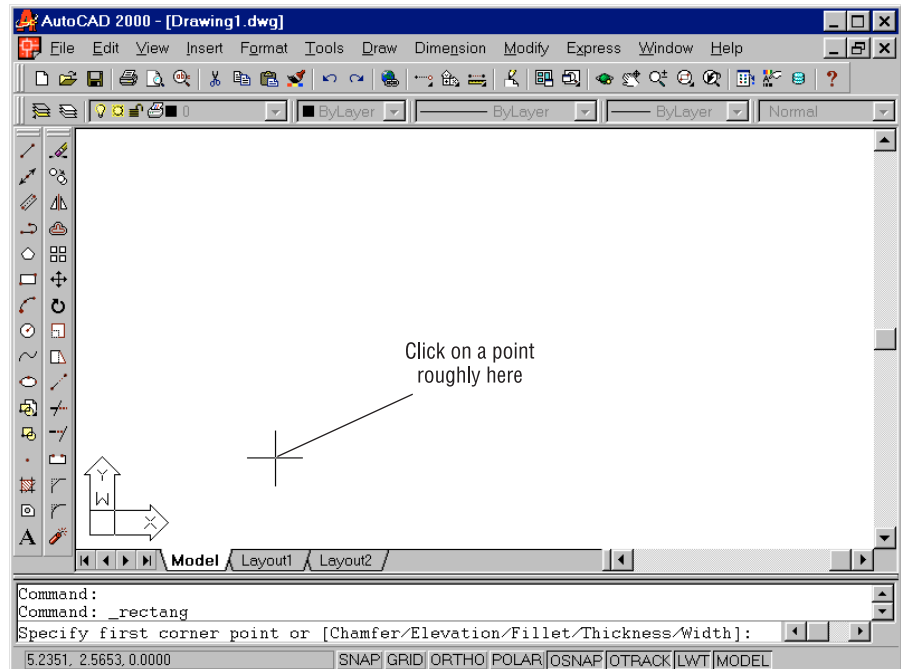 AutoCAD 2000 - [Drawing1.dwg]
File Edit View Insert Format Tools Draw Dimension Modify Express Window Help
0 ByLayer ByLayer ByLayer Normal
Click on a point
roughly here
Y
W
X
A
Model Layout1 Layout2
Command:
Command: _rectang
Specify first corner point or [Chamfer/Elevation/Fillet/Thickness/Width]:
5.2351, 2.5653, 0.0000 SNAP GRID ORTHO POLAR OSNAP OTRACK LWT MODEL